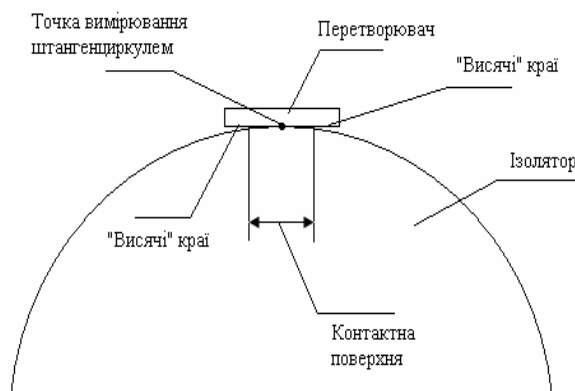 Точка вимірювання
штангенциркулем
Перетворювач
"Висячі" краї
Ізолятор
"Висячі" краї
Контактна
поверхня